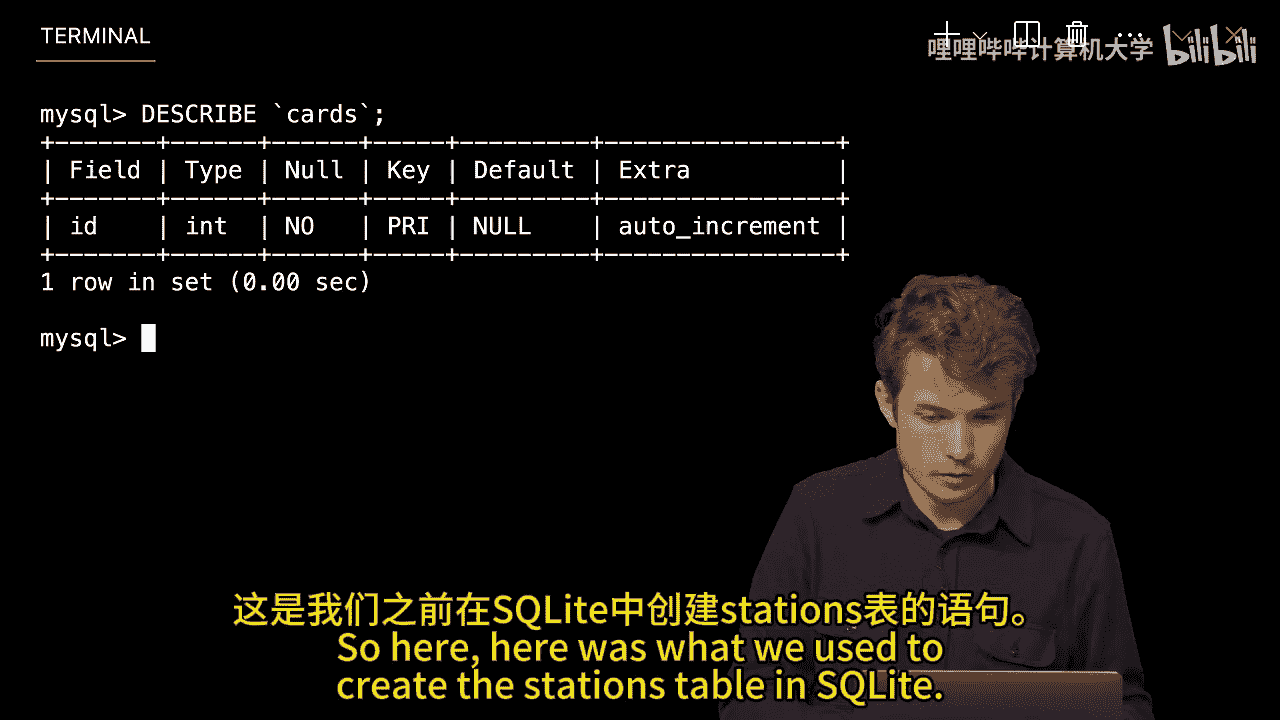 TERMINAL
哩哩哔哔计算机大学 bilibili
mysql> DESCRIBE `cards`;
+-------+------+------+-----+---------+----------------+
| Field | Type | Null | Key | Default | Extra          |
+-------+------+------+-----+---------+----------------+
| id    | int  | NO   | PRI | NULL    | auto_increment |
+-------+------+------+-----+---------+----------------+
1 row in set (0.00 sec)
mysql>
这是我们之前在SQLite中创建stations表的语句。
So here, here was what we used to
create the stations table in SQLite.